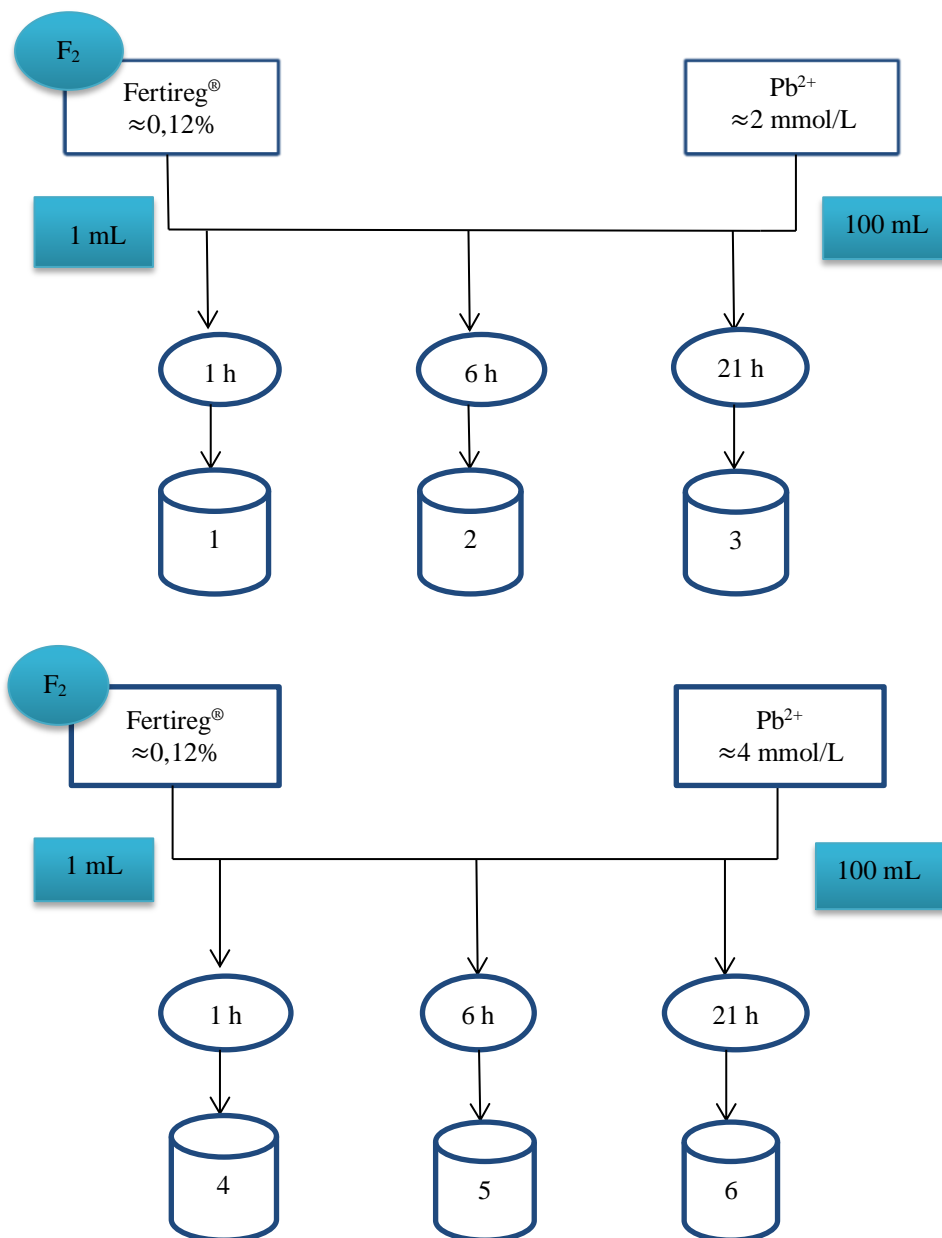 F₂
Fertireg®
≈0,12%
Pb²⁺
≈2 mmol/L
1 mL
100 mL
1 h
6 h
21 h
1
2
3
F₂
Fertireg®
≈0,12%
Pb²⁺
≈4 mmol/L
1 mL
100 mL
1 h
6 h
21 h
4
5
6